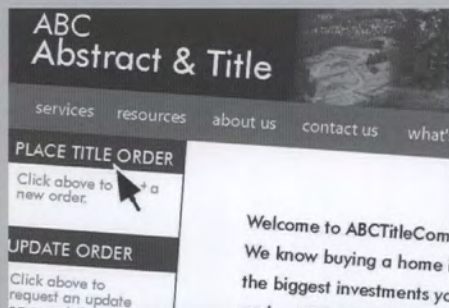 ABC
Abstract & Title
services resources about us contact us what'
PLACE TITLE ORDER
Click above to a
new order.
UPDATE ORDER
Click above to
request an update
Welcome to ABCTitleCom
We know buying a home
the biggest investments yo